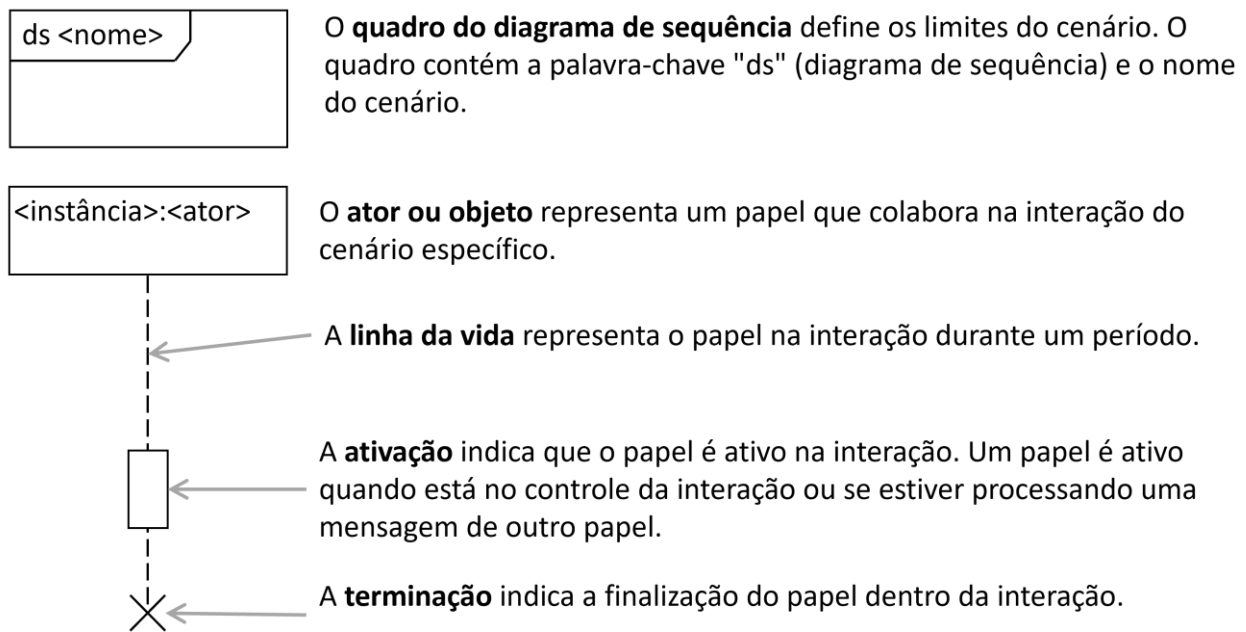 ds <nome>
O quadro do diagrama de sequência define os limites do cenário. O
quadro contém a palavra-chave "ds" (diagrama de sequência) e o nome
do cenário.
<instância>:<ator>
O ator ou objeto representa um papel que colabora na interação do
cenário específico.
A linha da vida representa o papel na interação durante um período.
A ativação indica que o papel é ativo na interação. Um papel é ativo
quando está no controle da interação ou se estiver processando uma
mensagem de outro papel.
A terminação indica a finalização do papel dentro da interação.